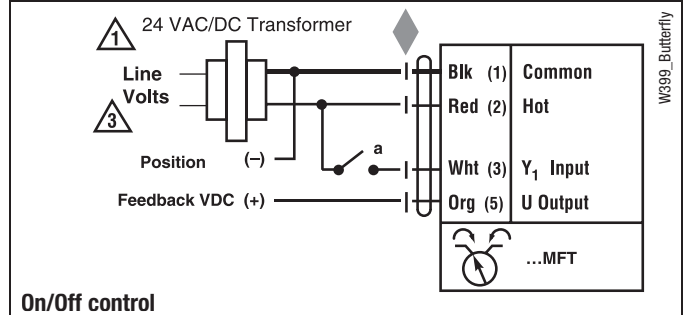 1 24 VAC/DC Transformer
Line
Volts
3
Blk (1) Common
Red (2) Hot
a
Position (–)
Wht (3) Y1 Input
Feedback VDC (+)
Org (5) U Output
...MFT
On/Off control
W399_Butterfly